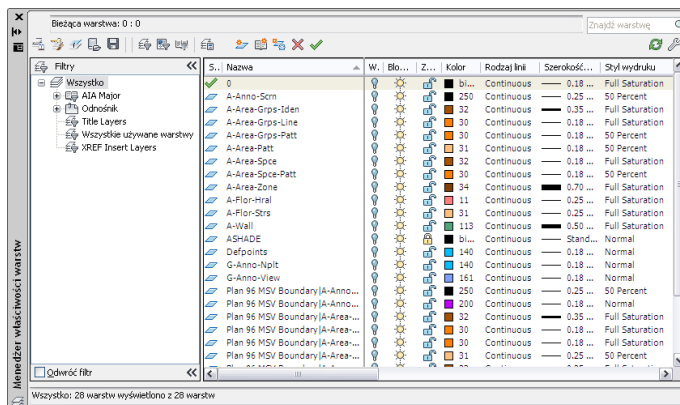 Bieżąca warstwa: 0 : 0
Znajdź warstwę
Filtry
Wszystko
AIA Major
Odnośnik
Title Layers
Wszystkie używane warstwy
XREF Insert Layers
Odwróć filtr
S.. Nazwa W. Blo... Z... Kolor Rodzaj linii Szerokość... Styl wydruku
0 bi... Continuous 0.18 ... Full Saturation
A-Anno-Scrn 250 Continuous 0.25 ... 50 Percent
A-Area-Grps-Iden 32 Continuous 0.35 ... Full Saturation
A-Area-Grps-Line 30 Continuous 0.18 ... Full Saturation
A-Area-Grps-Patt 30 Continuous 0.18 ... 50 Percent
A-Area-Patt 31 Continuous 0.25 ... 50 Percent
A-Area-Spce 32 Continuous 0.18 ... Full Saturation
A-Area-Spce-Patt 30 Continuous 0.18 ... 50 Percent
A-Area-Zone 34 Continuous 0.70 ... Full Saturation
A-Flor-Hral 11 Continuous 0.25 ... Full Saturation
A-Flor-Strs 31 Continuous 0.25 ... Full Saturation
A-Wall 113 Continuous 0.50 ... Full Saturation
ASHADE bi... Continuous Stand... Normal
Defpoints 140 Continuous 0.18 ... Normal
G-Anno-Nplt 140 Continuous 0.18 ... Normal
G-Anno-View 161 Continuous 0.18 ... Normal
Plan 96 MSV Boundary|A-Anno... 250 Continuous 0.25 ... 50 Percent
Plan 96 MSV Boundary|A-Anno... 200 Continuous 0.18 ... Normal
Plan 96 MSV Boundary|A-Area-... 32 Continuous 0.35 ... Full Saturation
Plan 96 MSV Boundary|A-Area-... 30 Continuous 0.18 ... Full Saturation
Plan 96 MSV Boundary|A-Area-... 30 Continuous 0.18 ... 50 Percent
Plan 96 MSV Boundary|A-Area-... 31 Continuous 0.25 ... 50 Percent
Menedżer właściwości warstw
Wszystko: 28 warstw wyświetlono z 28 warstw